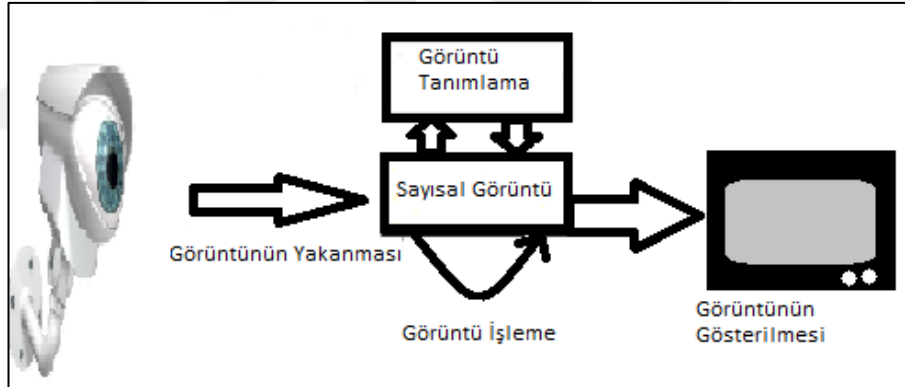 Görüntü
Tanımlama
Sayısal Görüntü
Görüntünün Yakanması
Görüntü İşleme
Görüntünün
Gösterilmesi